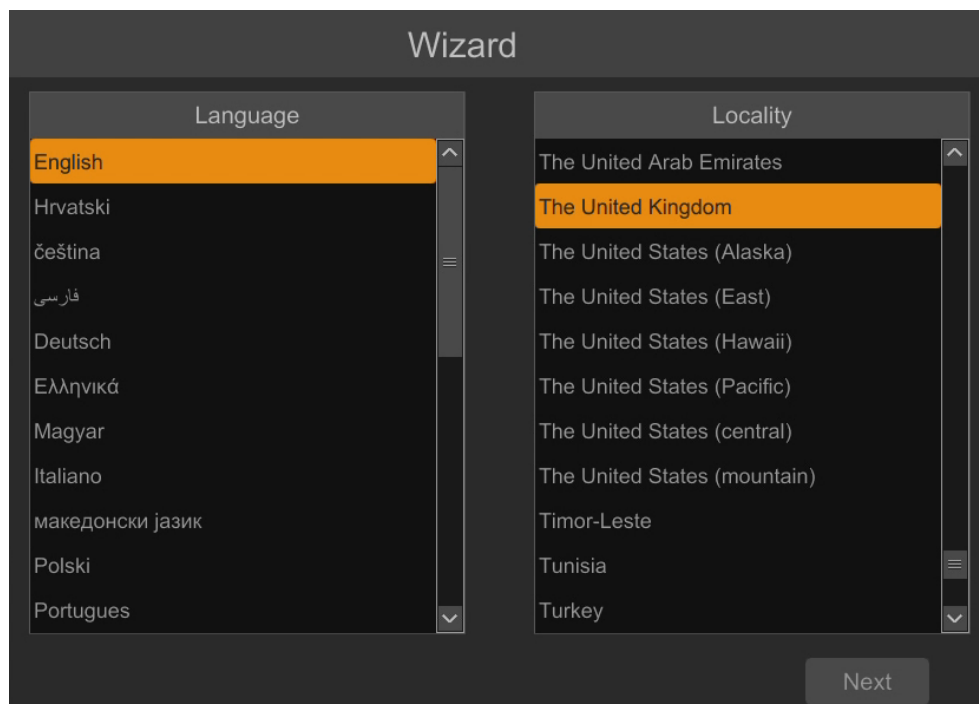 Wizard
Language
English
Hrvatski
čeština
فارسی
Deutsch
Ελληνικά
Magyar
Italiano
македонски јазик
Polski
Portugues
Locality
The United Arab Emirates
The United Kingdom
The United States (Alaska)
The United States (East)
The United States (Hawaii)
The United States (Pacific)
The United States (central)
The United States (mountain)
Timor-Leste
Tunisia
Turkey
Next